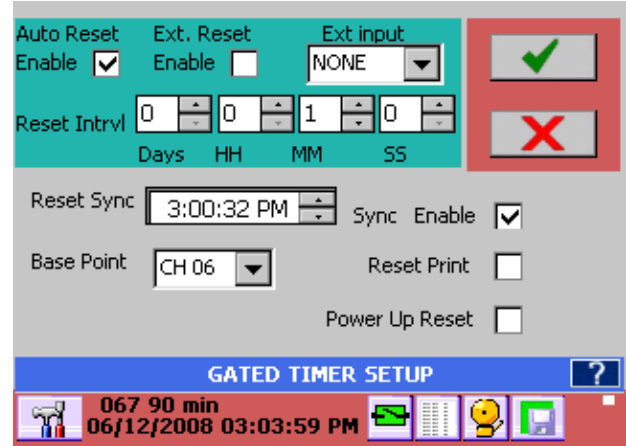 Auto Reset Ext. Reset Ext input
Enable Enable NONE
Reset Intrvl 0 0 1 0
Days HH MM SS
Reset Sync 3:00:32 PM Sync Enable
Base Point CH 06 Reset Print
Power Up Reset
GATED TIMER SETUP ?
067 90 min
06/12/2008 03:03:59 PM